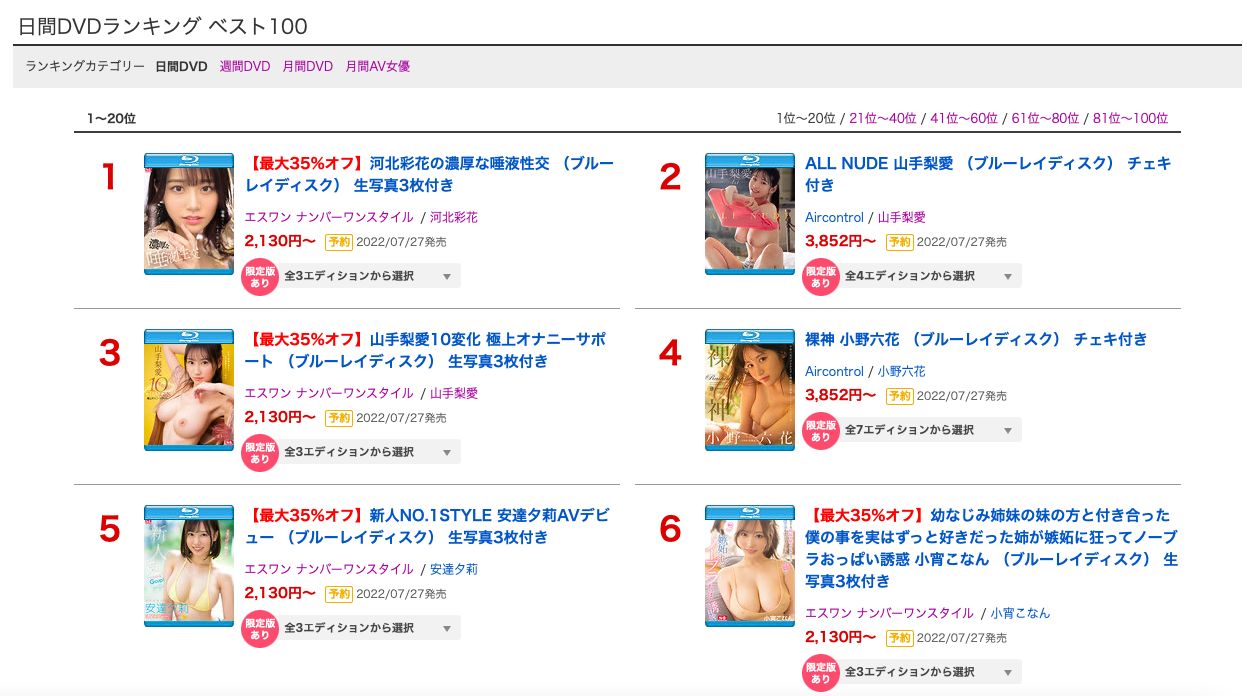 日間DVDランキング ベスト100
ランキングカテゴリー 日間DVD 週間DVD 月間DVD 月間AV女優
1〜20位
1位〜20位 / 21位〜40位 / 41位〜60位 / 61位〜80位 / 81位〜100位
1
【最大35%オフ】河北彩花の濃厚な唾液性交 （ブルー
レイディスク） 生写真3枚付き
エスワン ナンバーワンスタイル / 河北彩花
2,130円〜 予約 2022/07/27発売
限定版
あり
全3エディションから選択
2
ALL NUDE 山手梨愛 （ブルーレイディスク） チェキ
付き
Aircontrol / 山手梨愛
3,852円〜 予約 2022/07/27発売
限定版
あり
全4エディションから選択
山手梨愛
ALL NUDE
3
【最大35%オフ】山手梨愛10変化 極上オナニーサポ
ート （ブルーレイディスク） 生写真3枚付き
エスワン ナンバーワンスタイル / 山手梨愛
2,130円〜 予約 2022/07/27発売
限定版
あり
全3エディションから選択
山手梨愛
10
4
裸神 小野六花 （ブルーレイディスク） チェキ付き
Aircontrol / 小野六花
3,852円〜 予約 2022/07/27発売
限定版
あり
全7エディションから選択
裸神
小野六花
5
【最大35%オフ】新人NO.1STYLE 安達夕莉AVデビ
ュー （ブルーレイディスク） 生写真3枚付き
エスワン ナンバーワンスタイル / 安達夕莉
2,130円〜 予約 2022/07/27発売
限定版
あり
全3エディションから選択
新人
安達夕莉
6
【最大35%オフ】幼なじみ姉妹の妹の方と付き合った
僕の事を実はずっと好きだった姉が嫉妬に狂ってノーブ
ラおっぱい誘惑 小宵こなん （ブルーレイディスク） 生
写真3枚付き
エスワン ナンバーワンスタイル / 小宵こなん
2,130円〜 予約 2022/07/27発売
限定版
あり
全3エディションから選択
小宵こなん